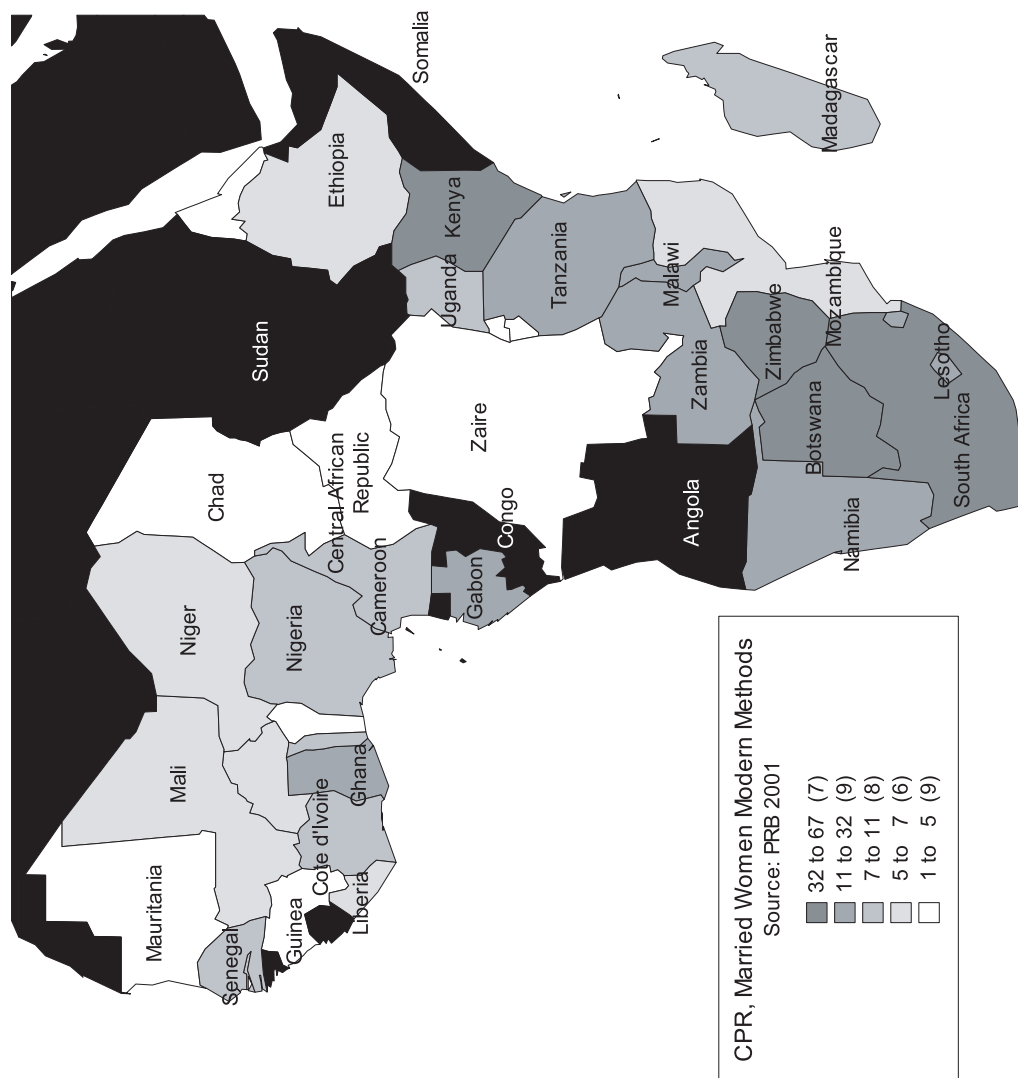 Mauritania
Mali
Niger
Chad
Sudan
Senegal
Guinea
Liberia
Cote d'Ivoire
Ghana
Nigeria
Cameroon
Central African
Republic
Ethiopia
Somalia
Gabon
Congo
Zaire
Uganda
Kenya
Tanzania
Angola
Zambia
Malawi
Namibia
Botswana
Zimbabwe
Mozambique
Madagascar
South Africa
Lesotho
CPR, Married Women Modern Methods
Source: PRB 2001
32 to 67 (7)
11 to 32 (9)
7 to 11 (8)
5 to 7 (6)
1 to 5 (9)